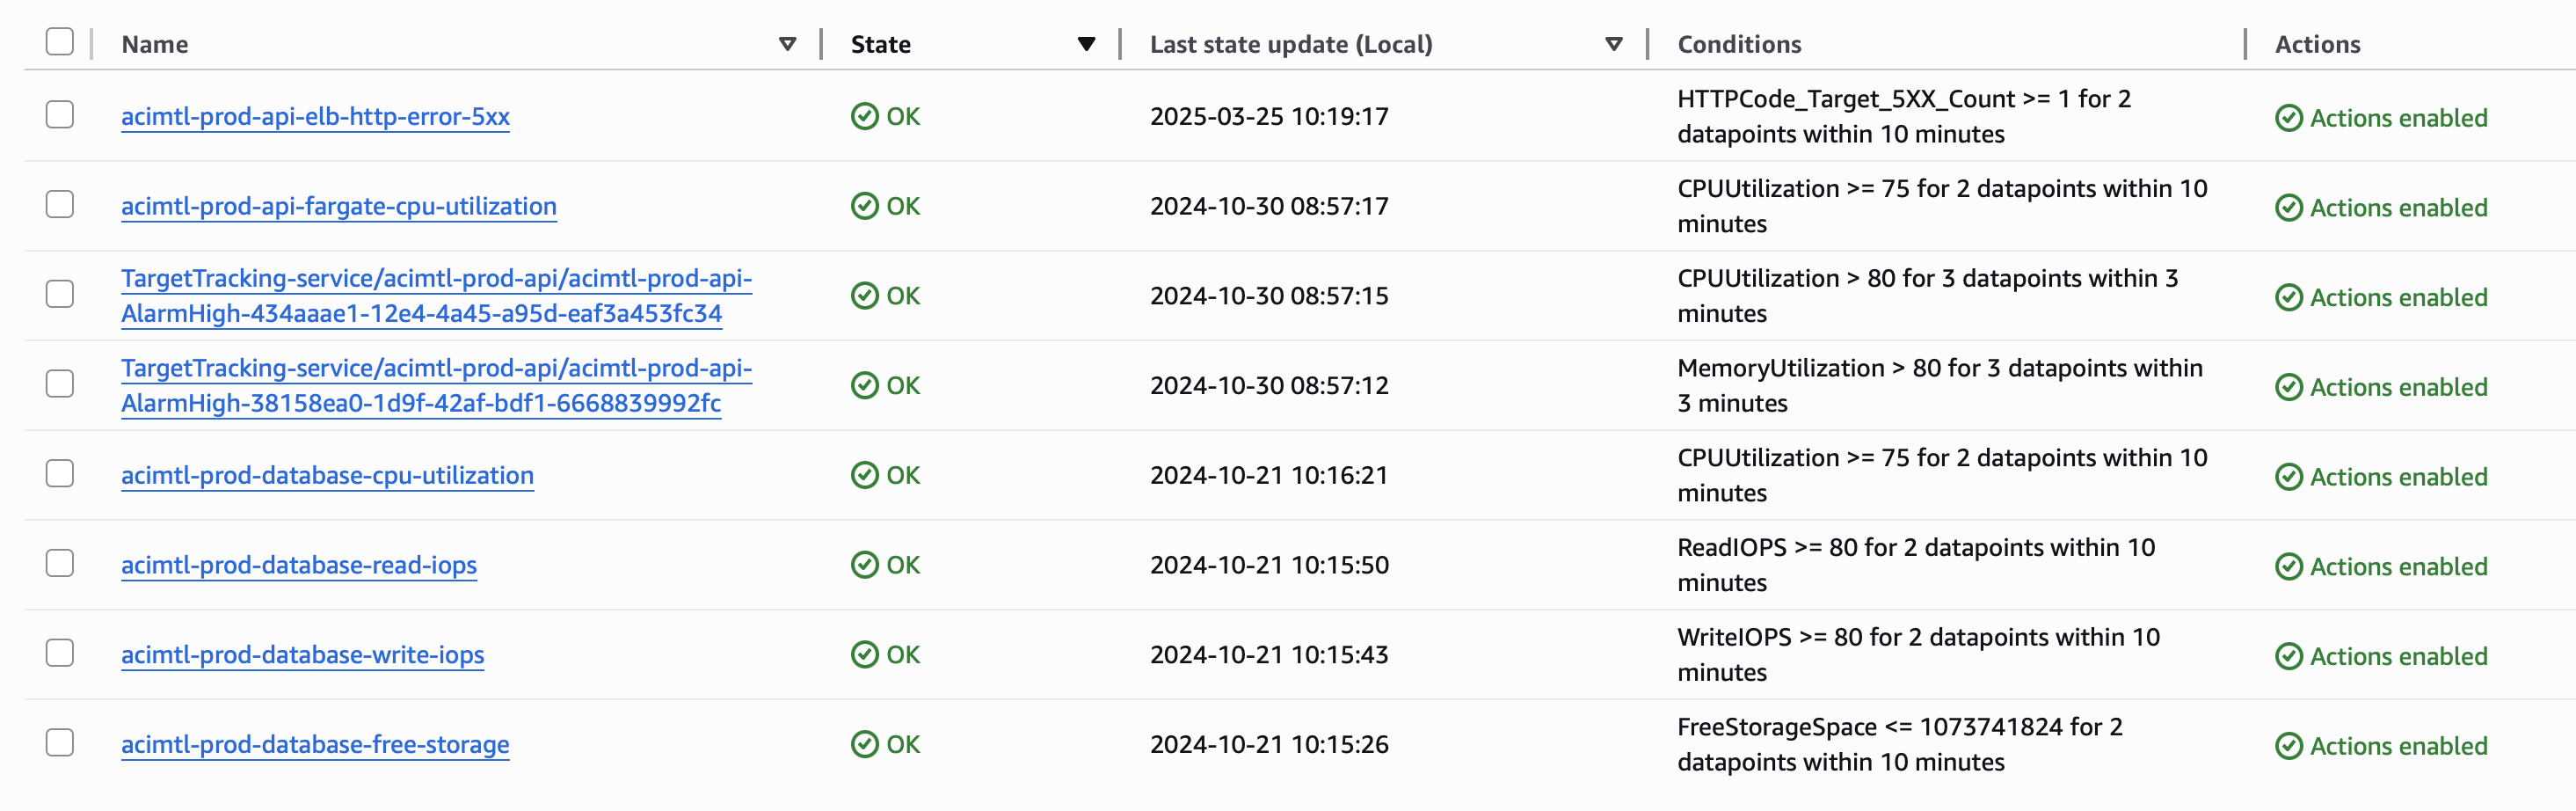 Name State Last state update (Local) Conditions Actions
acimtl-prod-api-elb-http-error-5xx OK 2025-03-25 10:19:17 HTTPCode_Target_5XX_Count >= 1 for 2
datapoints within 10 minutes Actions enabled
acimtl-prod-api-fargate-cpu-utilization OK 2024-10-30 08:57:17 CPUUtilization >= 75 for 2 datapoints within 10
minutes Actions enabled
TargetTracking-service/acimtl-prod-api/acimtl-prod-api-
AlarmHigh-434aaae1-12e4-4a45-a95d-eaf3a453fc34 OK 2024-10-30 08:57:15 CPUUtilization > 80 for 3 datapoints within 3
minutes Actions enabled
TargetTracking-service/acimtl-prod-api/acimtl-prod-api-
AlarmHigh-38158ea0-1d9f-42af-bdf1-6668839992fc OK 2024-10-30 08:57:12 MemoryUtilization > 80 for 3 datapoints within
3 minutes Actions enabled
acimtl-prod-database-cpu-utilization OK 2024-10-21 10:16:21 CPUUtilization >= 75 for 2 datapoints within 10
minutes Actions enabled
acimtl-prod-database-read-iops OK 2024-10-21 10:15:50 ReadIOPS >= 80 for 2 datapoints within 10
minutes Actions enabled
acimtl-prod-database-write-iops OK 2024-10-21 10:15:43 WriteIOPS >= 80 for 2 datapoints within 10
minutes Actions enabled
acimtl-prod-database-free-storage OK 2024-10-21 10:15:26 FreeStorageSpace <= 1073741824 for 2
datapoints within 10 minutes Actions enabled